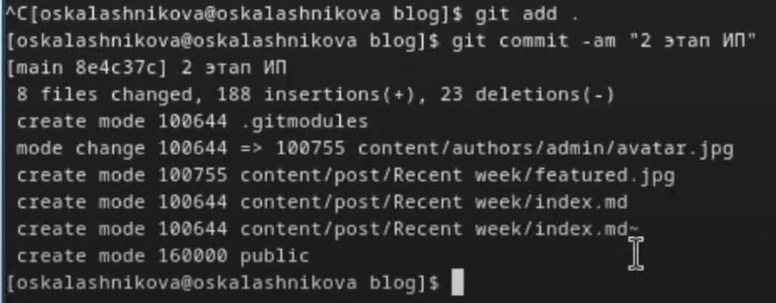 ^C[oskalashnikova@oskalashnikova blog]$ git add .
[oskalashnikova@oskalashnikova blog]$ git commit -am "2 этап ИП"
[main 8e4c37c] 2 этап ИП
8 files changed, 188 insertions(+), 23 deletions(-)
create mode 100644 .gitmodules
mode change 100644 => 100755 content/authors/admin/avatar.jpg
create mode 100755 content/post/Recent week/featured.jpg
create mode 100644 content/post/Recent week/index.md
create mode 100644 content/post/Recent week/index.md~
create mode 160000 public
[oskalashnikova@oskalashnikova blog]$